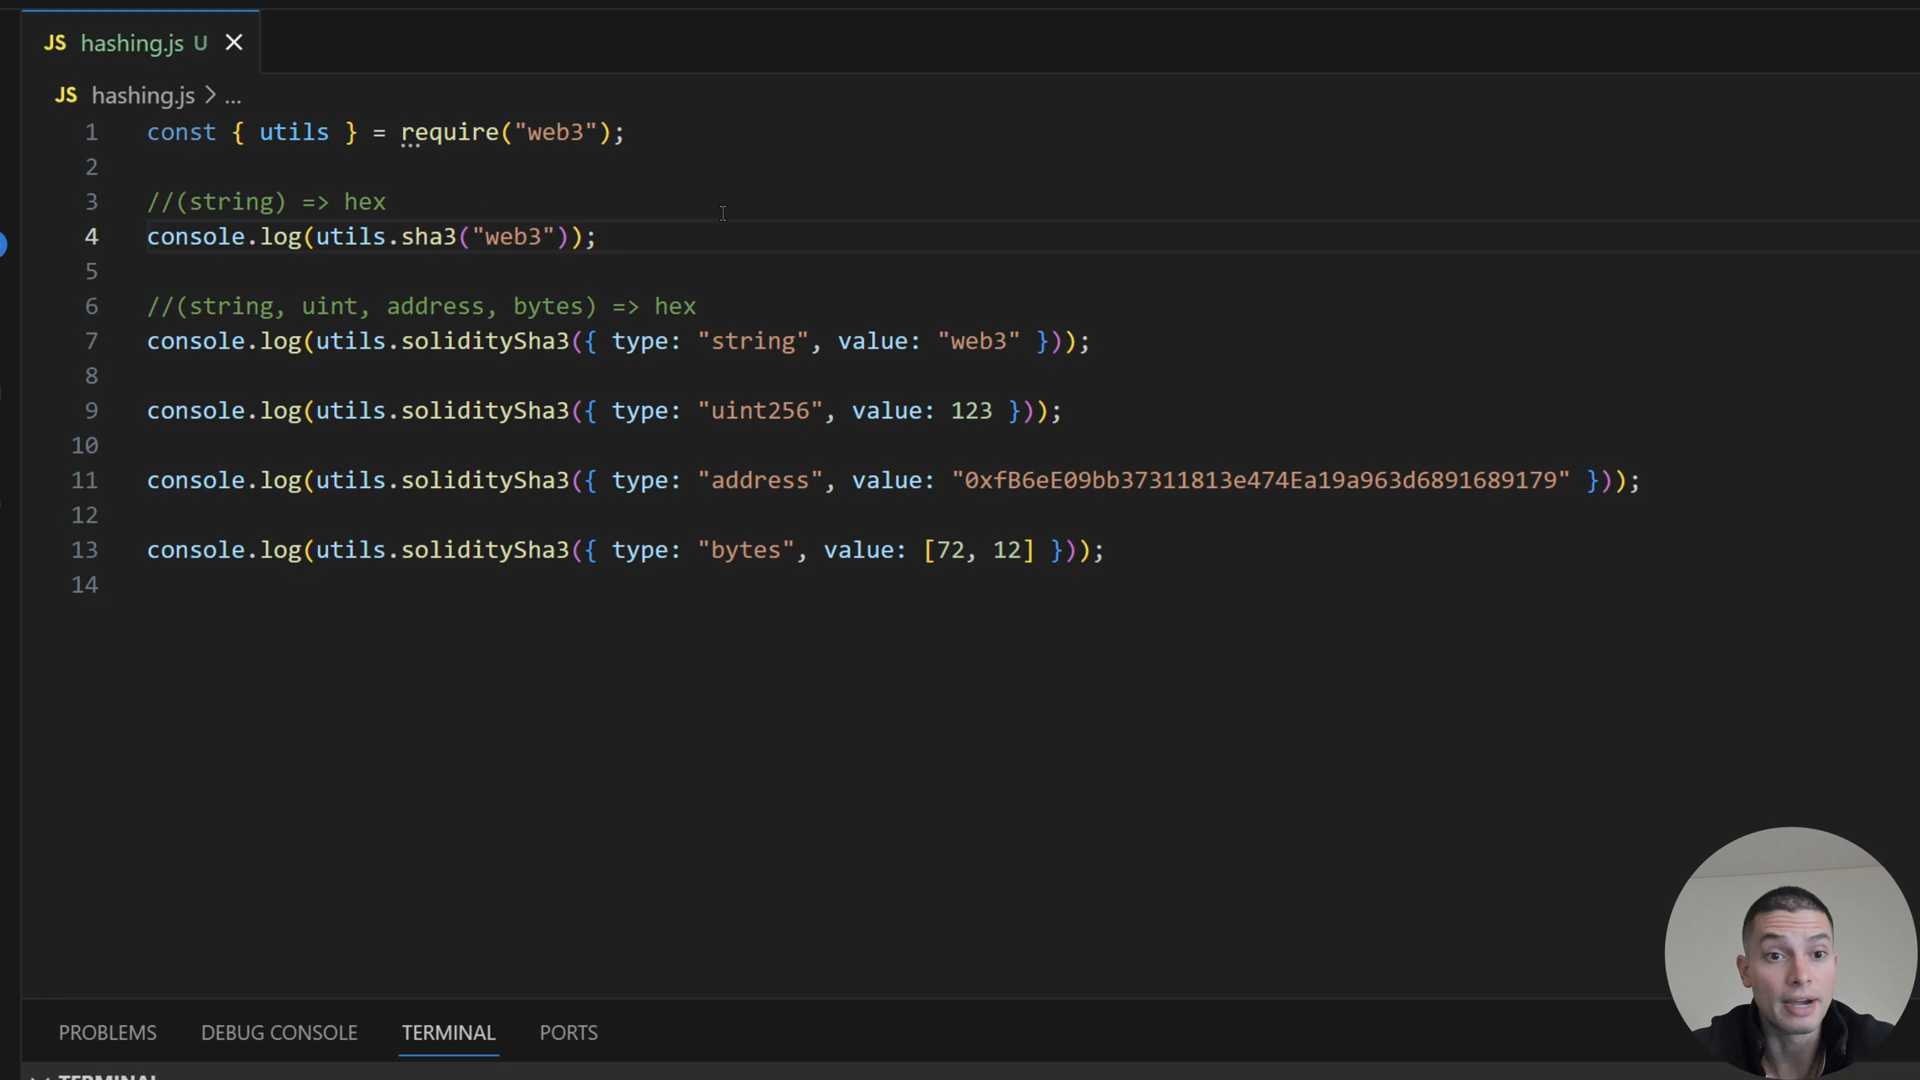 JS hashing.js U
JS hashing.js > ...
1 const { utils } = require("web3");
2
3 //(string) => hex
4 console.log(utils.sha3("web3"));
5
6 //(string, uint, address, bytes) => hex
7 console.log(utils.soliditySha3({ type: "string", value: "web3" }));
8
9 console.log(utils.soliditySha3({ type: "uint256", value: 123 }));
10
11 console.log(utils.soliditySha3({ type: "address", value: "0xfB6eE09bb37311813e474Ea19a963d6891689179" }));
12
13 console.log(utils.soliditySha3({ type: "bytes", value: [72, 12] }));
14
PROBLEMS DEBUG CONSOLE TERMINAL PORTS
TERMINAL